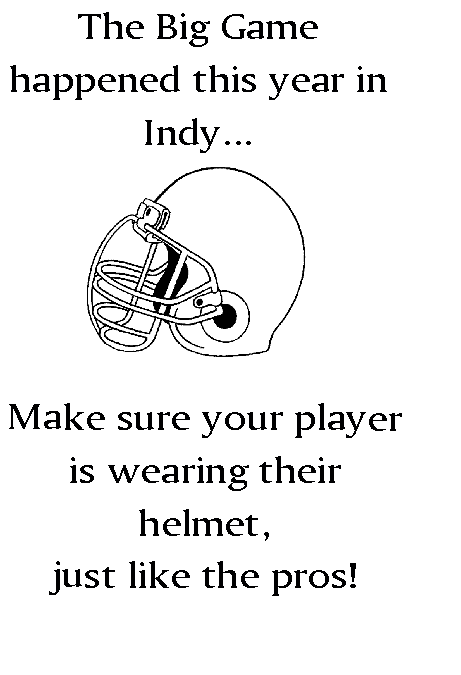 The Big Game
happened this year in
Indy...
Make sure your player
is wearing their
helmet,
just like the pros!